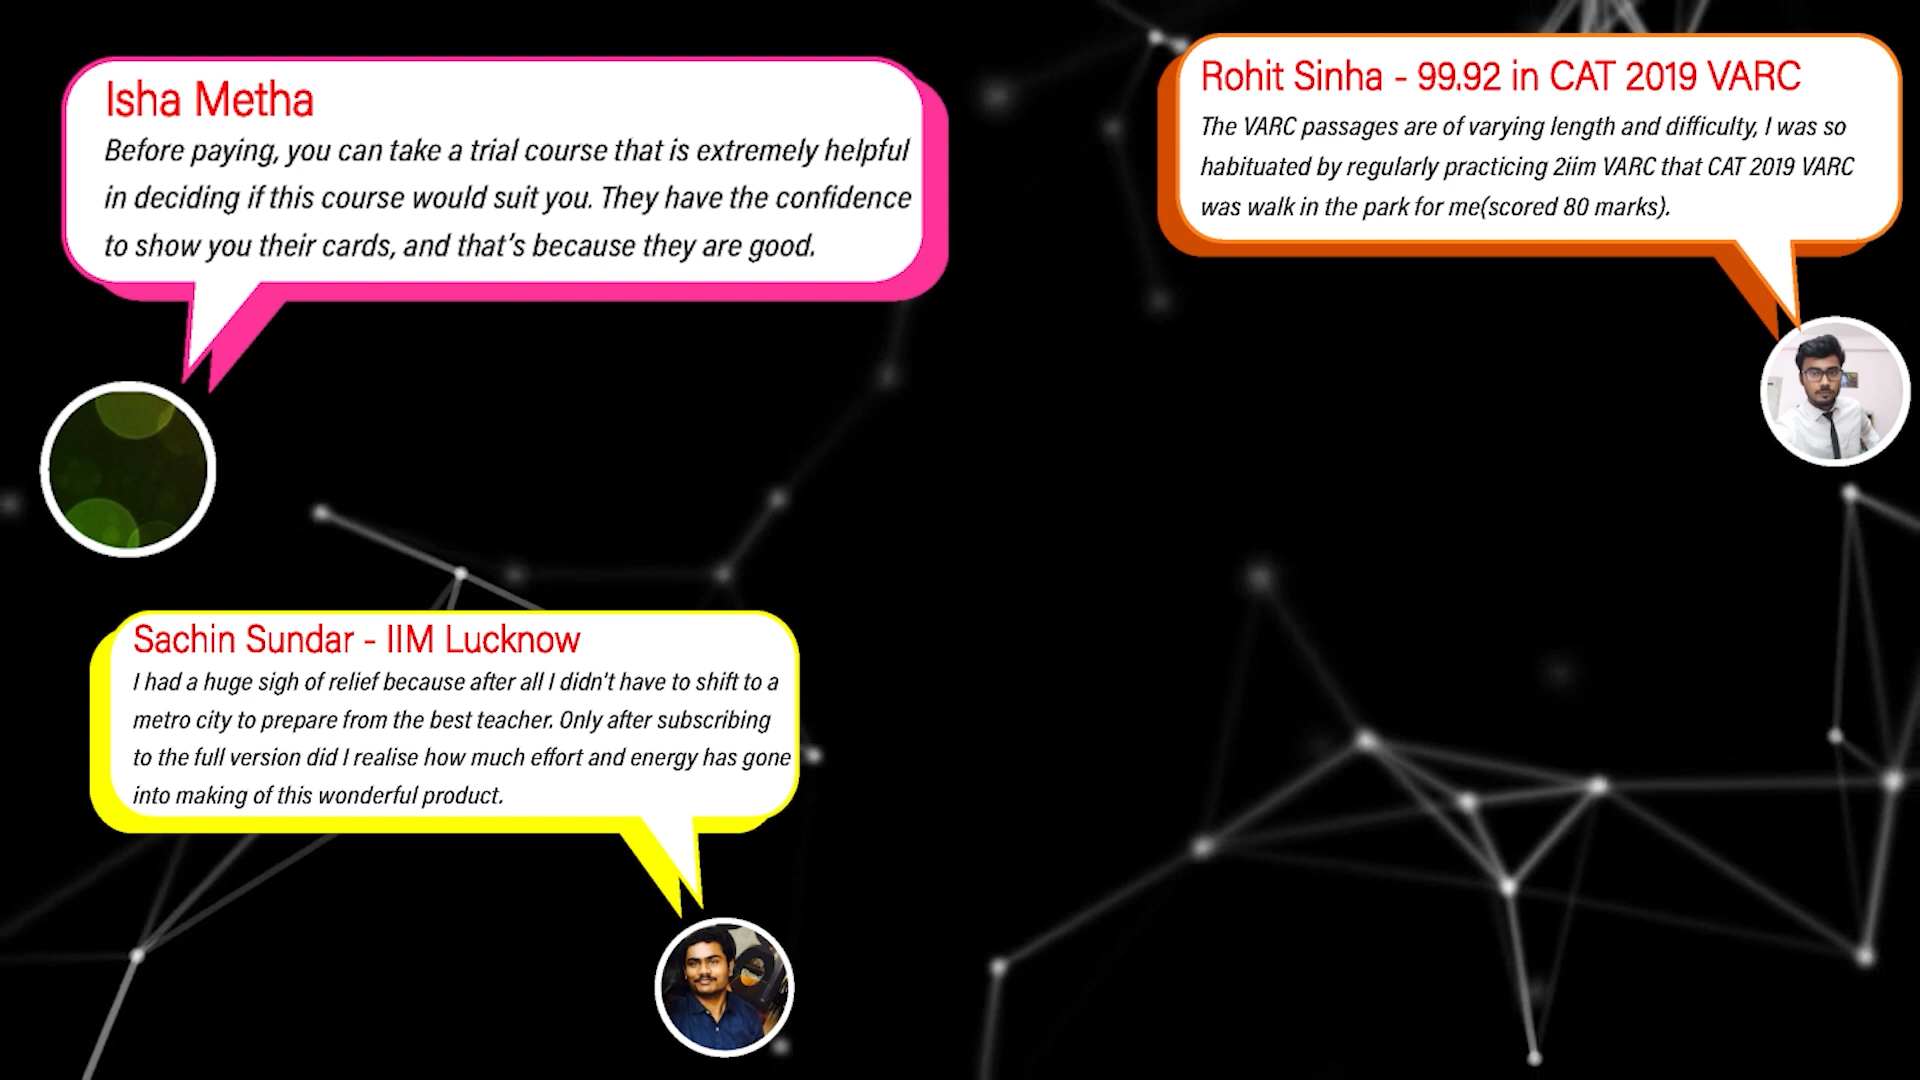 Isha Metha
Before paying, you can take a trial course that is extremely helpful
in deciding if this course would suit you. They have the confidence
to show you their cards, and that's because they are good.
Rohit Sinha - 99.92 in CAT 2019 VARC
The VARC passages are of varying length and difficulty, I was so
habituated by regularly practicing 2iim VARC that CAT 2019 VARC
was walk in the park for me(scored 80 marks).
Sachin Sundar - IIM Lucknow
I had a huge sigh of relief because after all I didn't have to shift to a
metro city to prepare from the best teacher. Only after subscribing
to the full version did I realise how much effort and energy has gone
into making of this wonderful product.